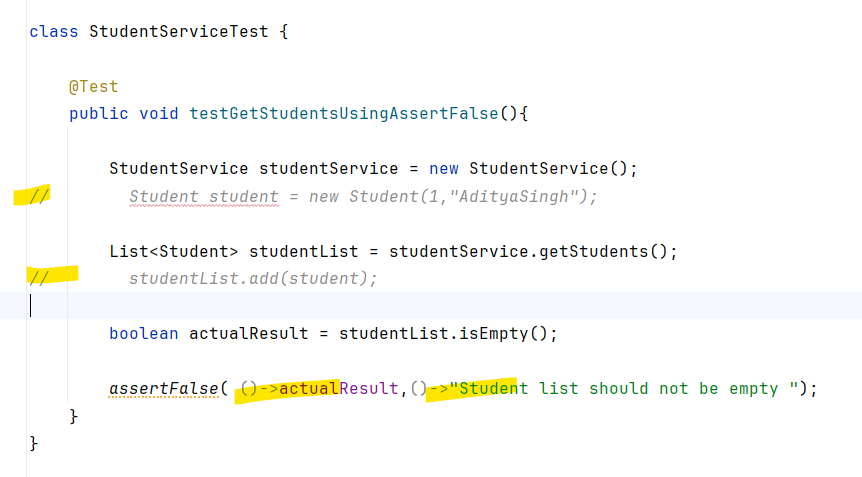 class StudentServiceTest {
@Test
public void testGetStudentsUsingAssertFalse(){
StudentService studentService = new StudentService();
// Student student = new Student(1,"AdityaSingh");
List<Student> studentList = studentService.getStudents();
// studentList.add(student);
boolean actualResult = studentList.isEmpty();
assertFalse( ()->actualResult,()->"Student list should not be empty ");
}
}